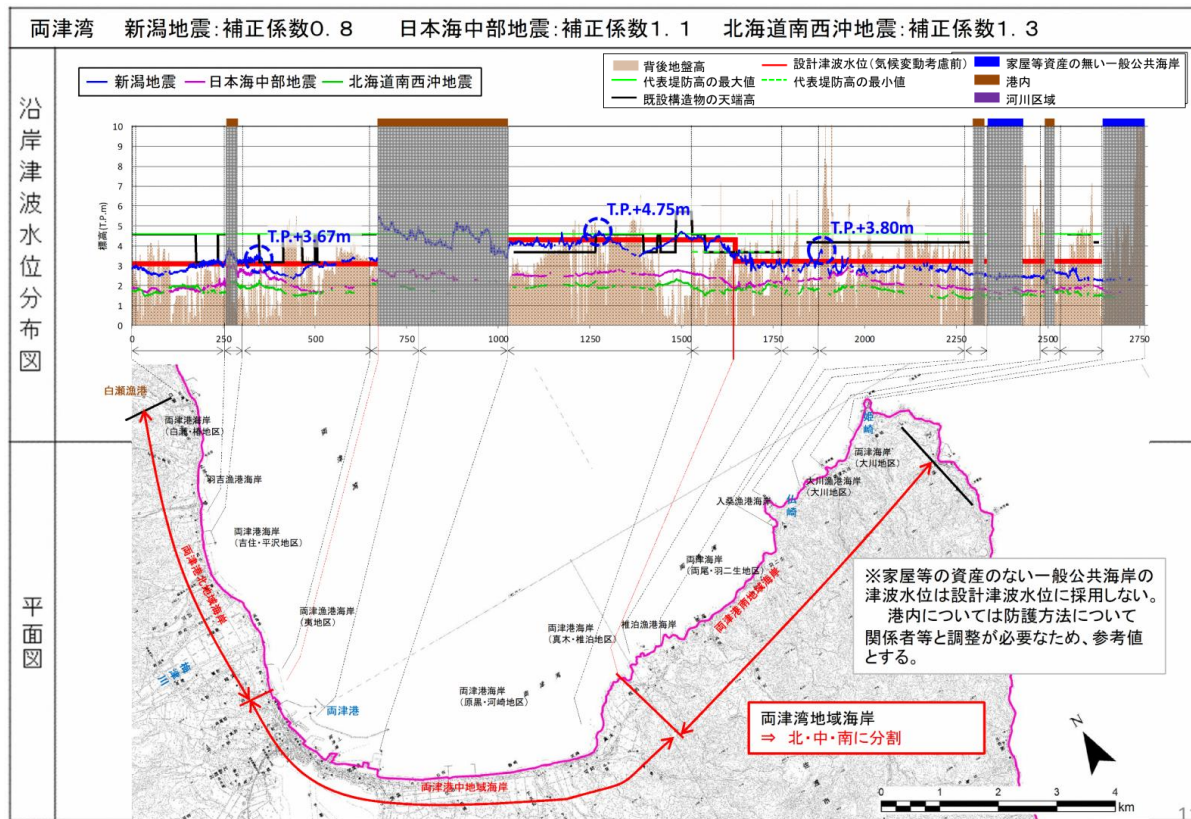 両津湾　新潟地震:補正係数0.8　日本海中部地震:補正係数1.1　北海道南西沖地震:補正係数1.3
沿岸津波水位分布図
新潟地震　日本海中部地震　北海道南西沖地震
背後地盤高　設計津波水位(気候変動考慮前)　家屋等資産の無い一般公共海岸
代表堤防高の最大値　代表堤防高の最小値　港内
既設構造物の天端高　河川区域
標高(T.P.m)
10
9
8
7
6
5
4
3
2
1
0
T.P.+3.67m
T.P.+4.75m
T.P.+3.80m
0 250 500 750 1000 1250 1500 1750 2000 2250 2500 2750
平面図
白瀬漁港
両津港海岸
(白瀬・椿地区)
羽吉漁港海岸
両津港海岸
(吉住・平沢地区)
両津港北地域海岸
両津漁港海岸
(夷地区)
両津港
両津港海岸
(原黒・河崎地区)
両津港海岸
(真木・椎泊地区)
椎泊漁港海岸
両津港中地域海岸
両津海岸
(両尾・羽二生地区)
両津港南地域海岸
入桑漁港海岸
大川漁港海岸
(大川地区)
両津海岸
(大川地区)
姫崎
※家屋等の資産のない一般公共海岸の
津波水位は設計津波水位に採用しない。
港内については防護方法について
関係者等と調整が必要なため、参考値
とする。
両津湾地域海岸
⇒ 北・中・南に分割
N
0 1 2 3 4
km